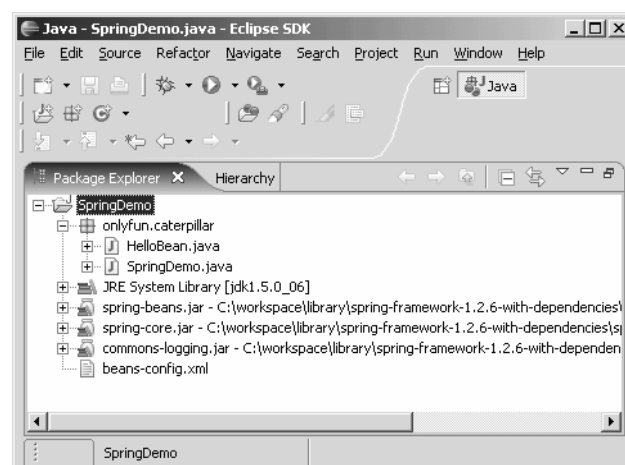 Java - SpringDemo.java - Eclipse SDK
File Edit Source Refactor Navigate Search Project Run Window Help
Java
Package Explorer Hierarchy
SpringDemo
onlyfun.caterpillar
HelloBean.java
SpringDemo.java
JRE System Library [jdk1.5.0_06]
spring-beans.jar - C:\workspace\library\spring-framework-1.2.6-with-dependencies\
spring-core.jar - C:\workspace\library\spring-framework-1.2.6-with-dependencies\s
commons-logging.jar - C:\workspace\library\spring-framework-1.2.6-with-dependen
beans-config.xml
SpringDemo